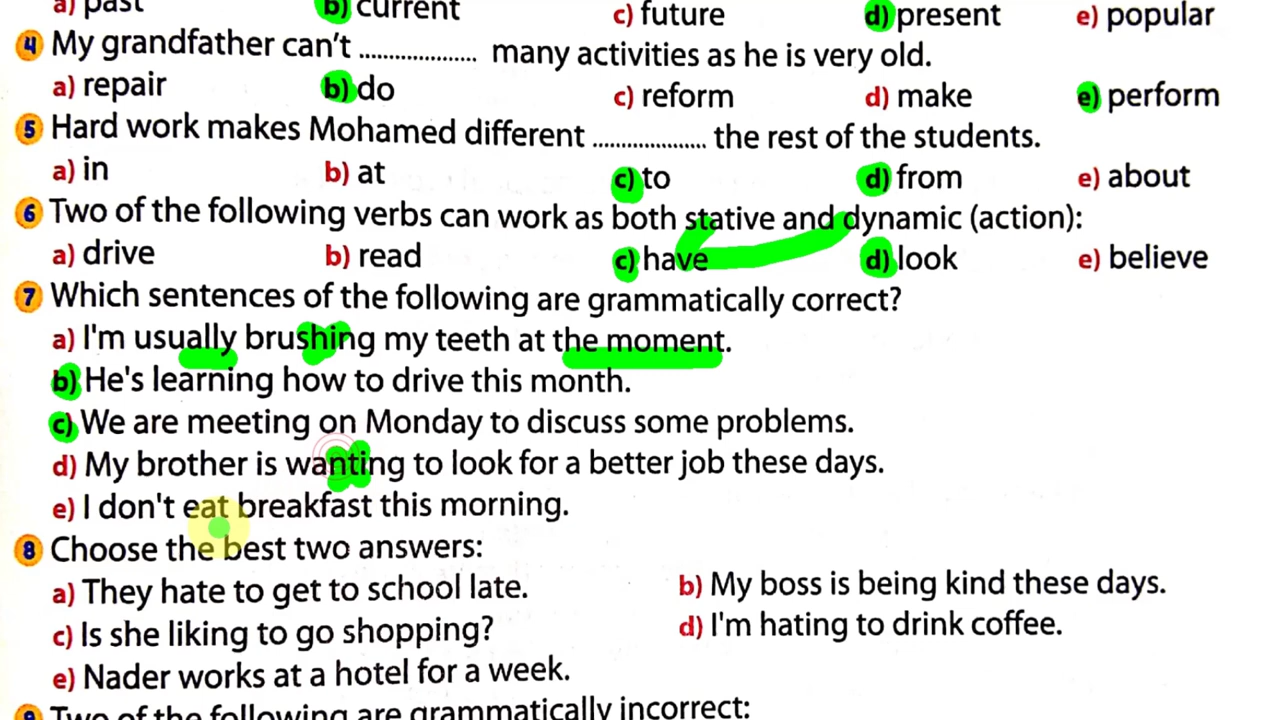 a) past b) current c) future d) present e) popular
4 My grandfather can't .................... many activities as he is very old.
a) repair b) do c) reform d) make e) perform
5 Hard work makes Mohamed different .................... the rest of the students.
a) in b) at c) to d) from e) about
6 Two of the following verbs can work as both stative and dynamic (action):
a) drive b) read c) have d) look e) believe
7 Which sentences of the following are grammatically correct?
a) I'm usually brushing my teeth at the moment.
b) He's learning how to drive this month.
c) We are meeting on Monday to discuss some problems.
d) My brother is wanting to look for a better job these days.
e) I don't eat breakfast this morning.
8 Choose the best two answers:
a) They hate to get to school late. b) My boss is being kind these days.
c) Is she liking to go shopping? d) I'm hating to drink coffee.
e) Nader works at a hotel for a week.
9 Two of the following are grammatically incorrect: